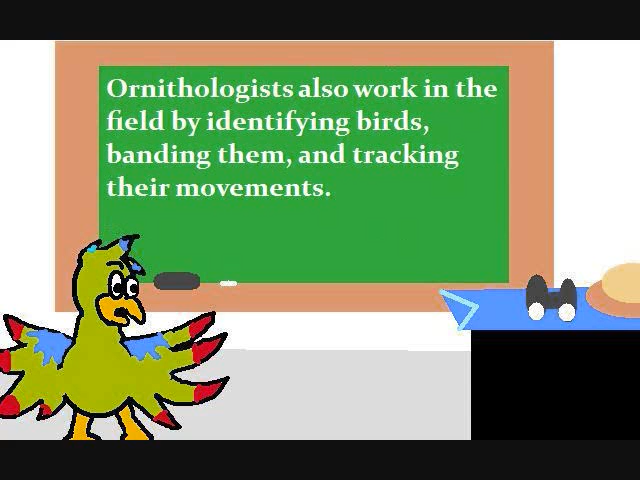 Ornithologists also work in the
field by identifying birds,
banding them, and tracking
their movements.